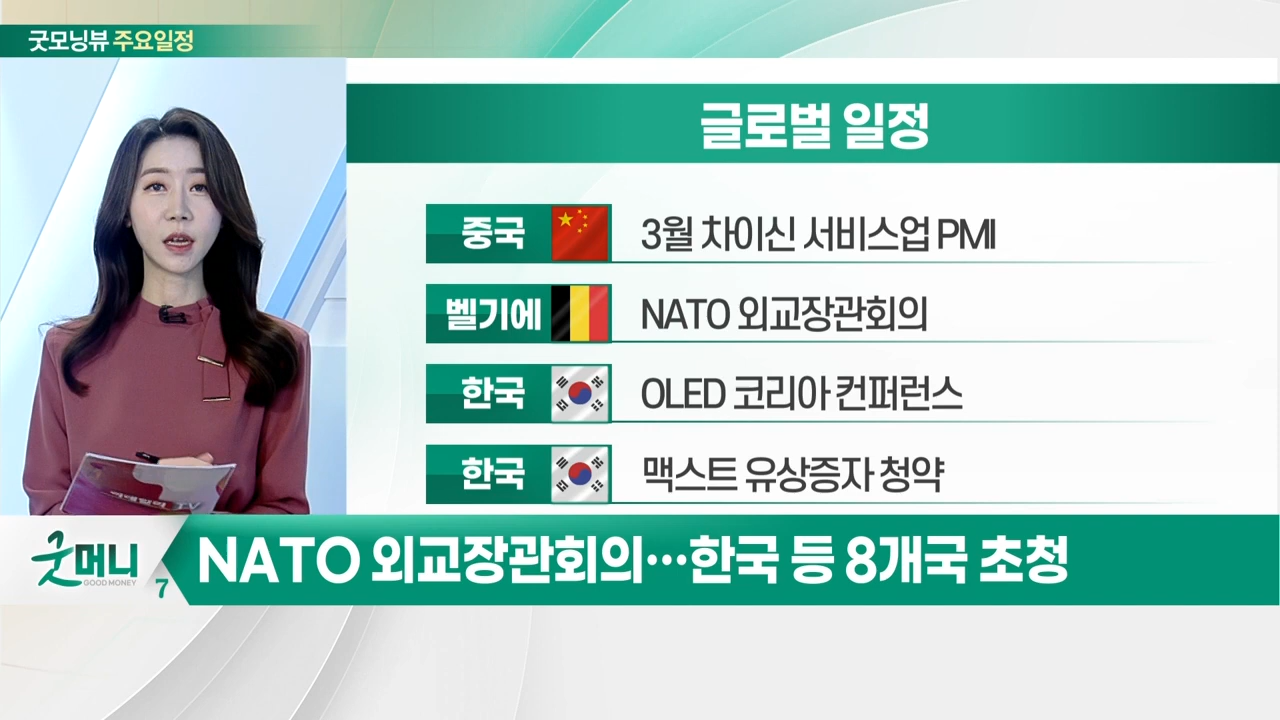 굿모닝뷰 주요일정
글로벌 일정
중국 3월 차이신 서비스업 PMI
벨기에 NATO 외교장관회의
한국 OLED 코리아 컨퍼런스
한국 맥스트 유상증자 청약
굿머니 7
GOOD MONEY
NATO 외교장관회의…한국 등 8개국 초청